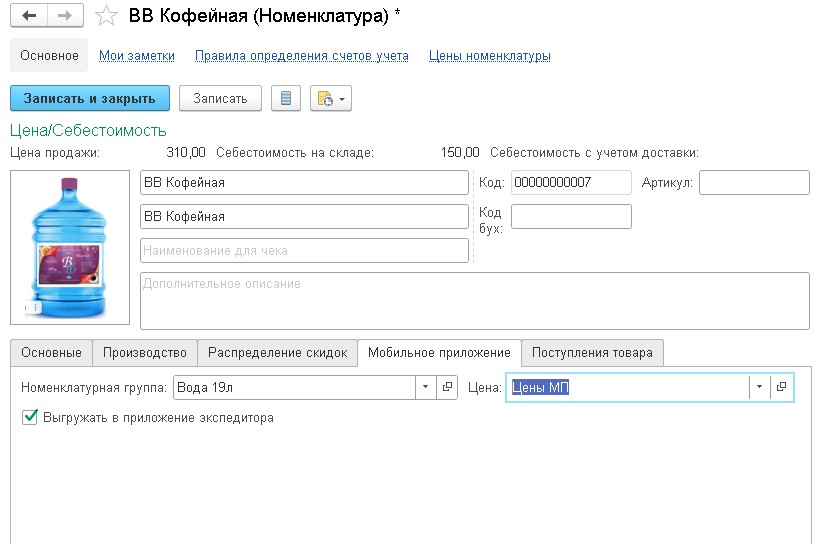 ВВ Кофейная (Номенклатура) *
Основное Мои заметки Правила определения счетов учета Цены номенклатуры
Записать и закрыть Записать
Цена/Себестоимость
Цена продажи: 310,00 Себестоимость на складе: 150,00 Себестоимость с учетом доставки:
ВВ Кофейная Код: 00000000007 Артикул:
ВВ Кофейная Код бух:
Наименование для чека
Дополнительное описание
Основные Производство Распределение скидок Мобильное приложение Поступления товара
Номенклатурная группа: Вода 19л Цена: Цены МП
Выгружать в приложение экспедитора